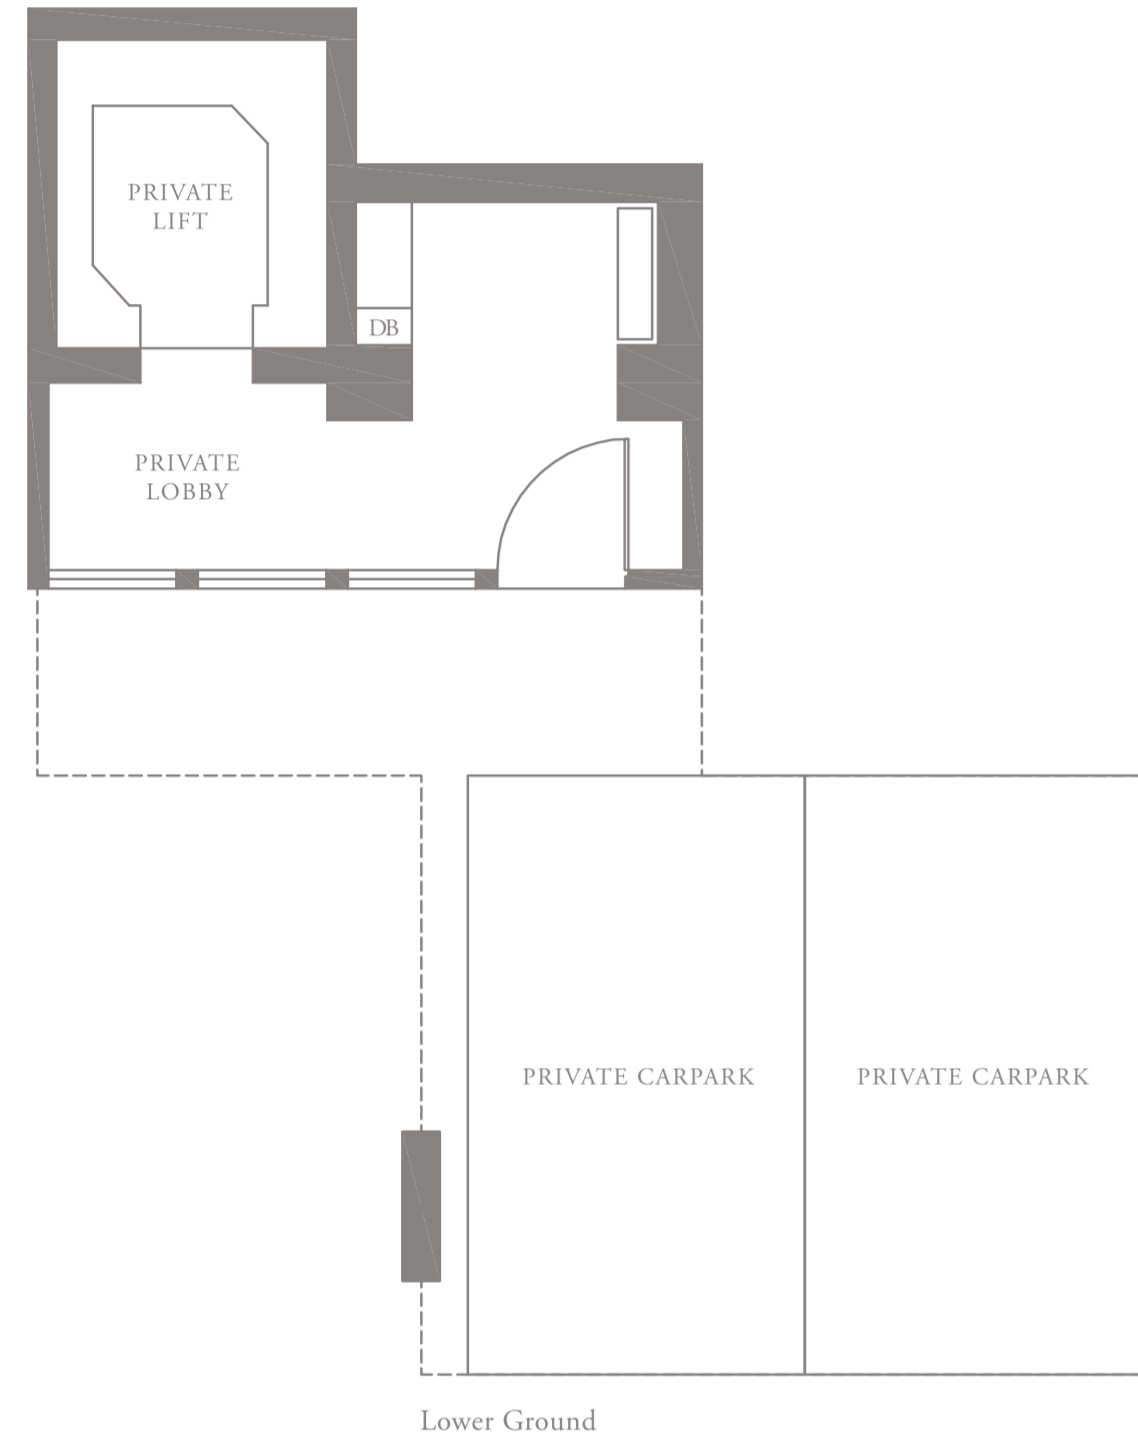 PRIVATE
LIFT
DB
PRIVATE
LOBBY
PRIVATE CARPARK
PRIVATE CARPARK
Lower Ground